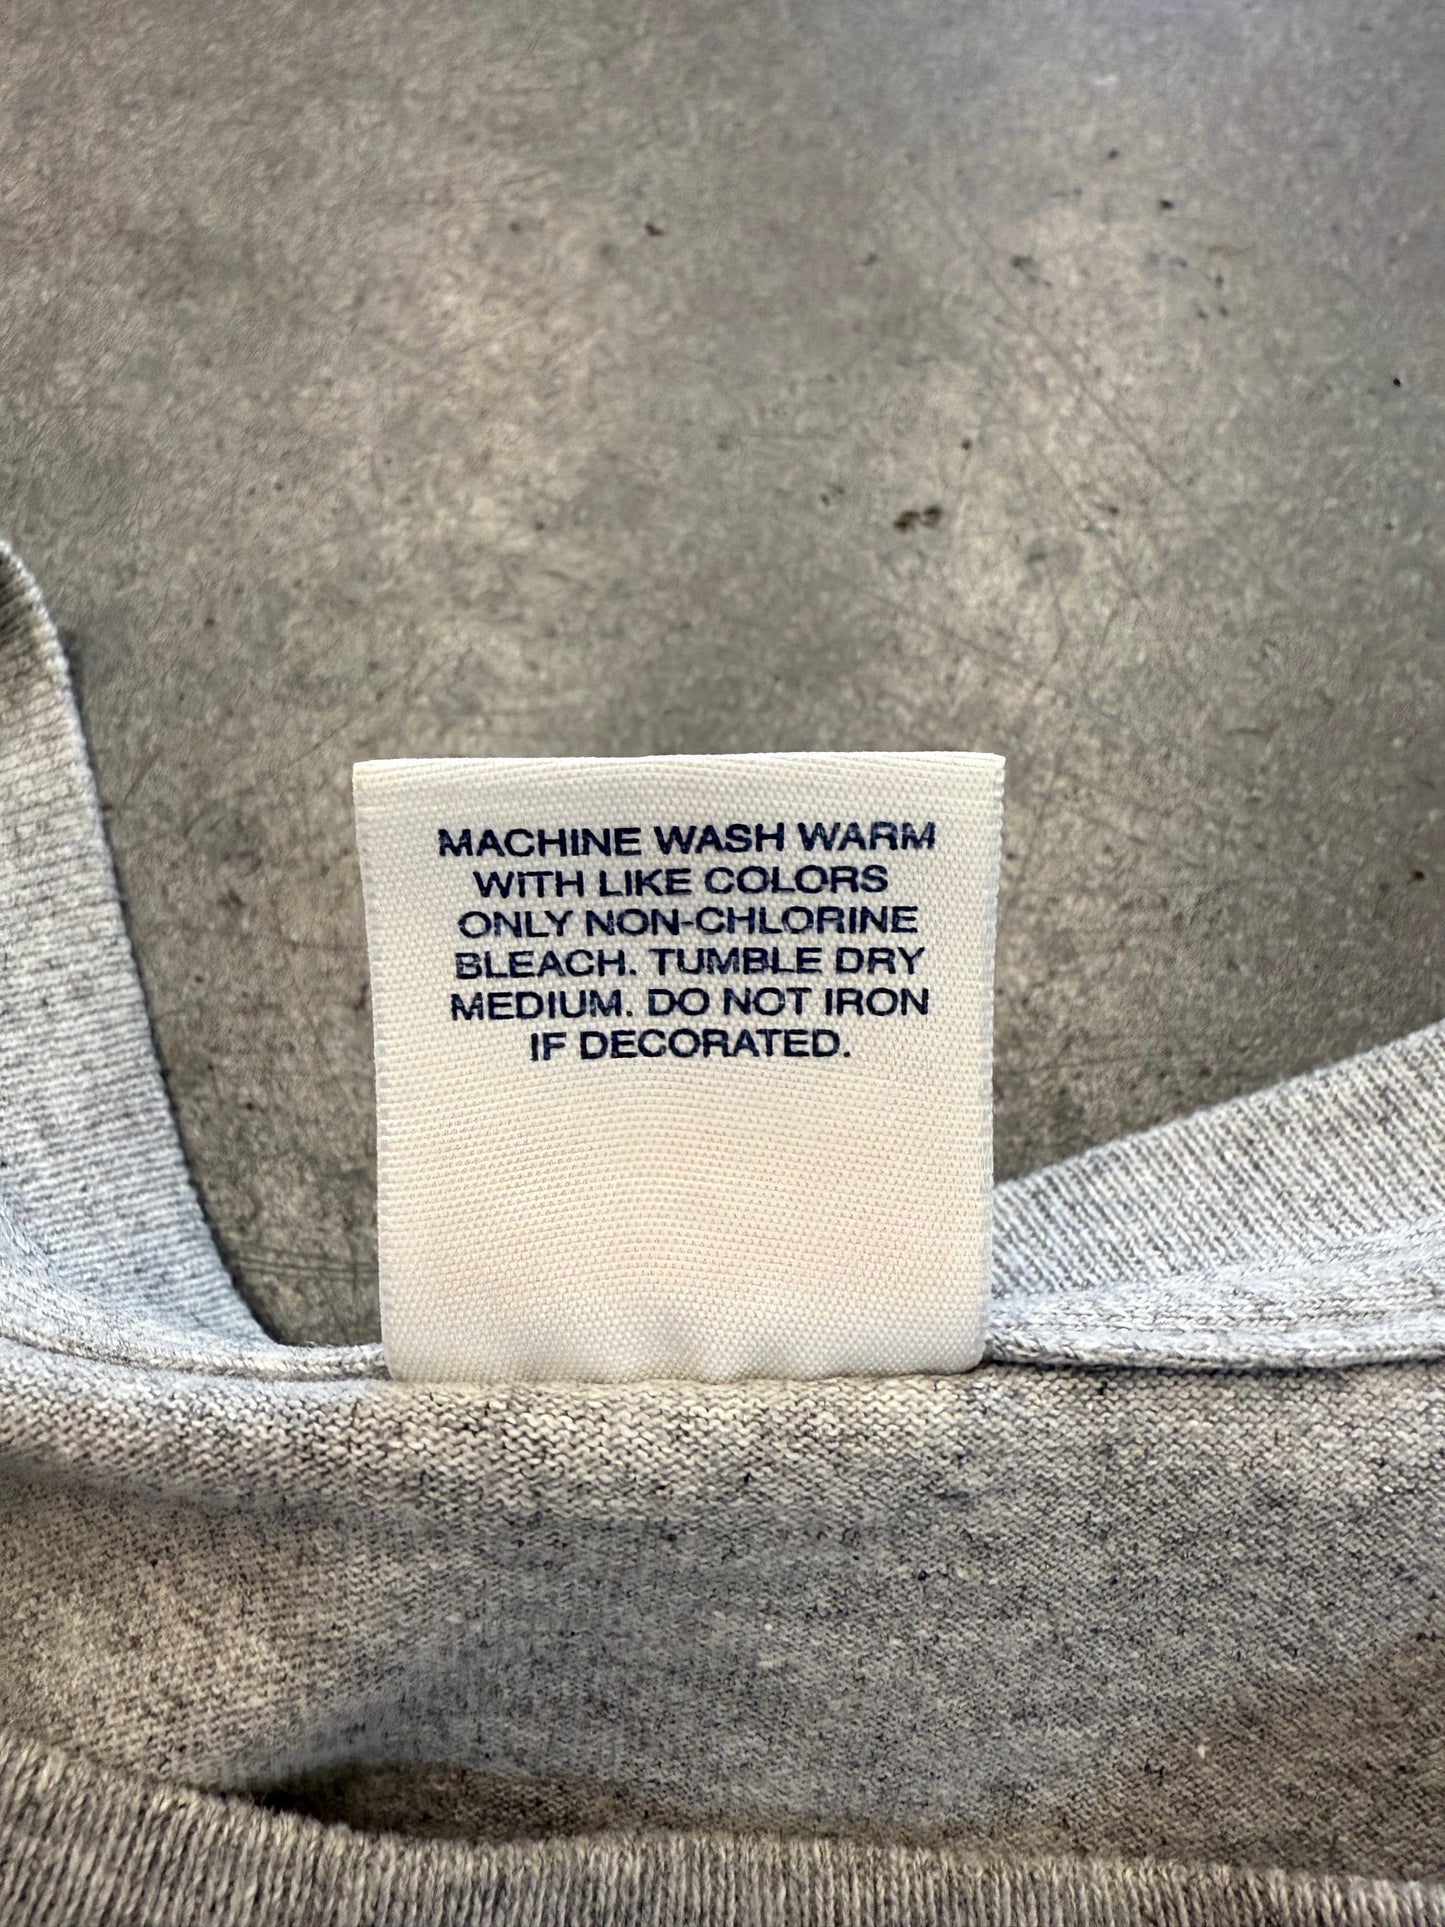 MACHINE WASH WARM
WITH LIKE COLORS
ONLY NON-CHLORINE
BLEACH. TUMBLE DRY
MEDIUM. DO NOT IRON
IF DECORATED.